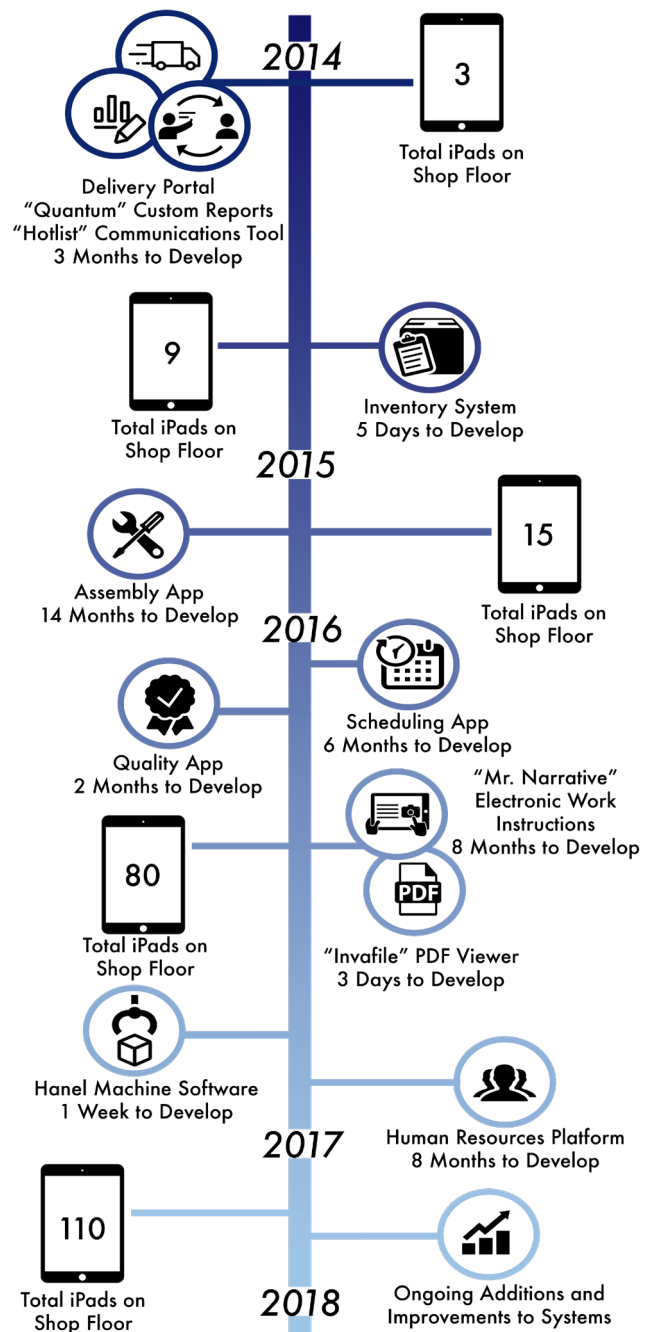 2014
3
Total iPads on
Shop Floor
Delivery Portal
“Quantum” Custom Reports
“Hotlist” Communications Tool
3 Months to Develop
9
Total iPads on
Shop Floor
Inventory System
5 Days to Develop
2015
Assembly App
14 Months to Develop
15
Total iPads on
Shop Floor
2016
Scheduling App
6 Months to Develop
Quality App
2 Months to Develop
“Mr. Narrative”
Electronic Work
Instructions
8 Months to Develop
80
Total iPads on
Shop Floor
PDF
“Invafile” PDF Viewer
3 Days to Develop
Hanel Machine Software
1 Week to Develop
Human Resources Platform
8 Months to Develop
2017
110
Total iPads on
Shop Floor
Ongoing Additions and
Improvements to Systems
2018